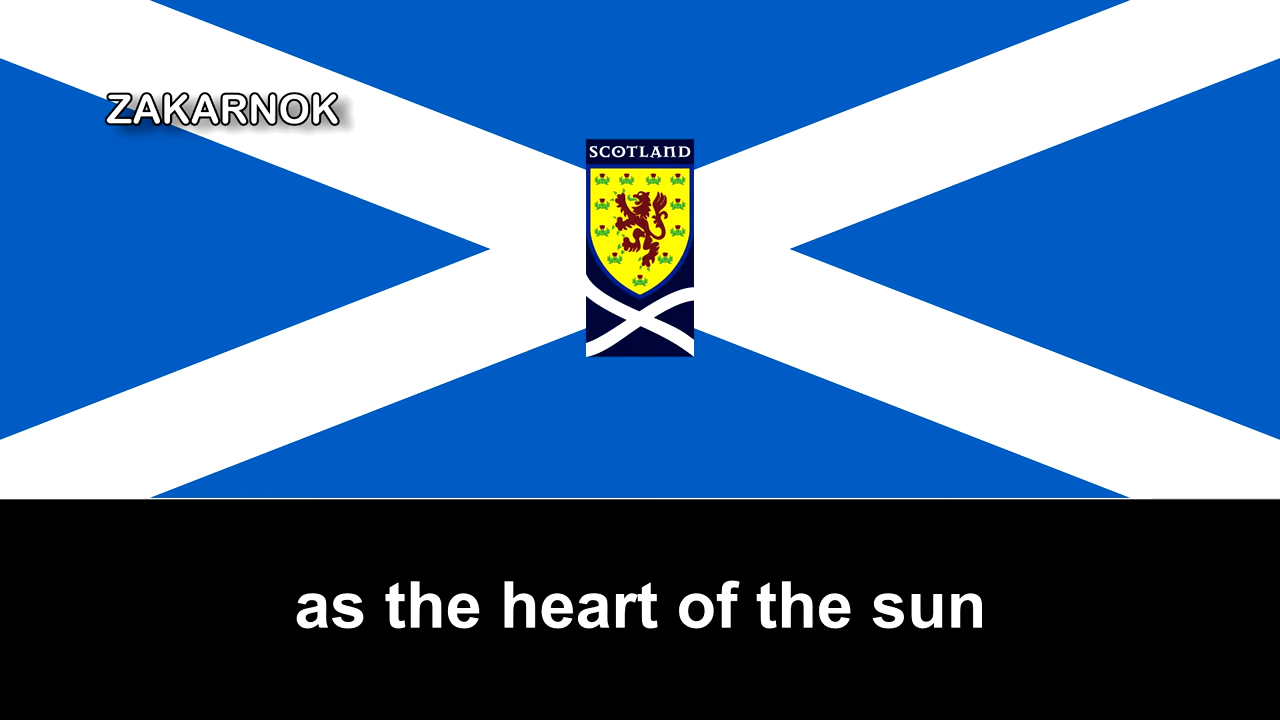 ZAKARNOK
SCOTLAND
as the heart of the sun